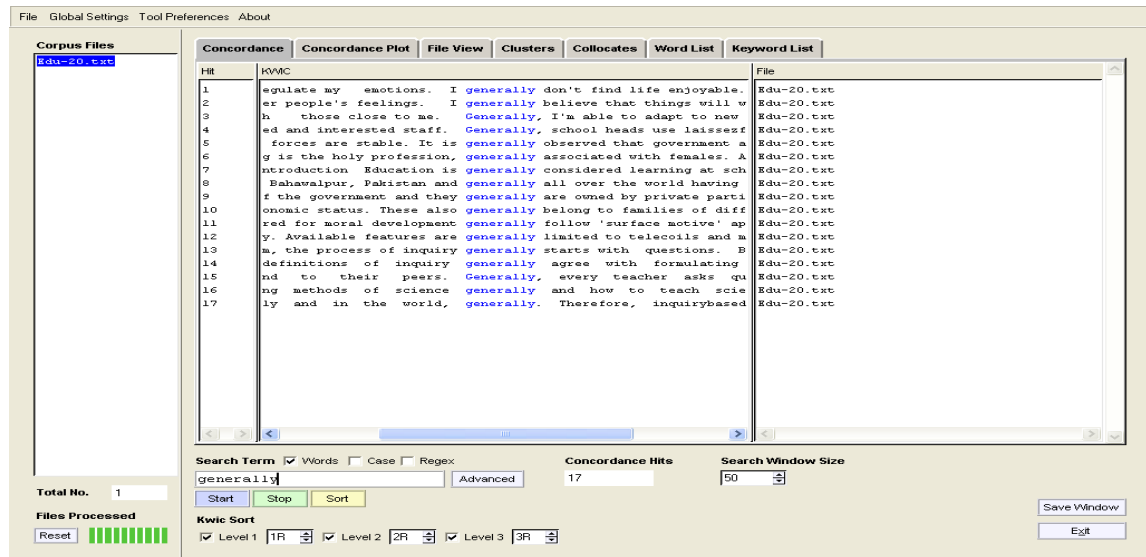 File Global Settings Tool Preferences About
Corpus Files
Edu-20.txt
Concordance Concordance Plot File View Clusters Collocates Word List Keyword List
Hit KWIC File
1 egulate my emotions. I generally don't find life enjoyable. Edu-20.txt
2 er people's feelings. I generally believe that things will w Edu-20.txt
3 h those close to me. Generally, I'm able to adapt to new Edu-20.txt
4 ed and interested staff. Generally, school heads use laissezf Edu-20.txt
5 forces are stable. It is generally observed that government a Edu-20.txt
6 g is the holy profession, generally associated with females. A Edu-20.txt
7 ntroduction Education is generally considered learning at sch Edu-20.txt
8 Bahawalpur, Pakistan and generally all over the world having Edu-20.txt
9 f the government and they generally are owned by private parti Edu-20.txt
10 onomic status. These also generally belong to families of diff Edu-20.txt
11 red for moral development generally follow 'surface motive' ap Edu-20.txt
12 y. Available features are generally limited to telecoils and m Edu-20.txt
13 m, the process of inquiry generally starts with questions. B Edu-20.txt
14 definitions of inquiry generally agree with formulating Edu-20.txt
15 nd to their peers. Generally, every teacher asks qu Edu-20.txt
16 ng methods of science generally and how to teach scie Edu-20.txt
17 ly and in the world, generally. Therefore, inquirybased Edu-20.txt
Search Term Words Case Regex Concordance Hits Search Window Size
generally Advanced 17 50
Start Stop Sort
Total No. 1
Files Processed
Reset
Kwic Sort
Level 1 1R Level 2 2R Level 3 3R
Save Window
Exit